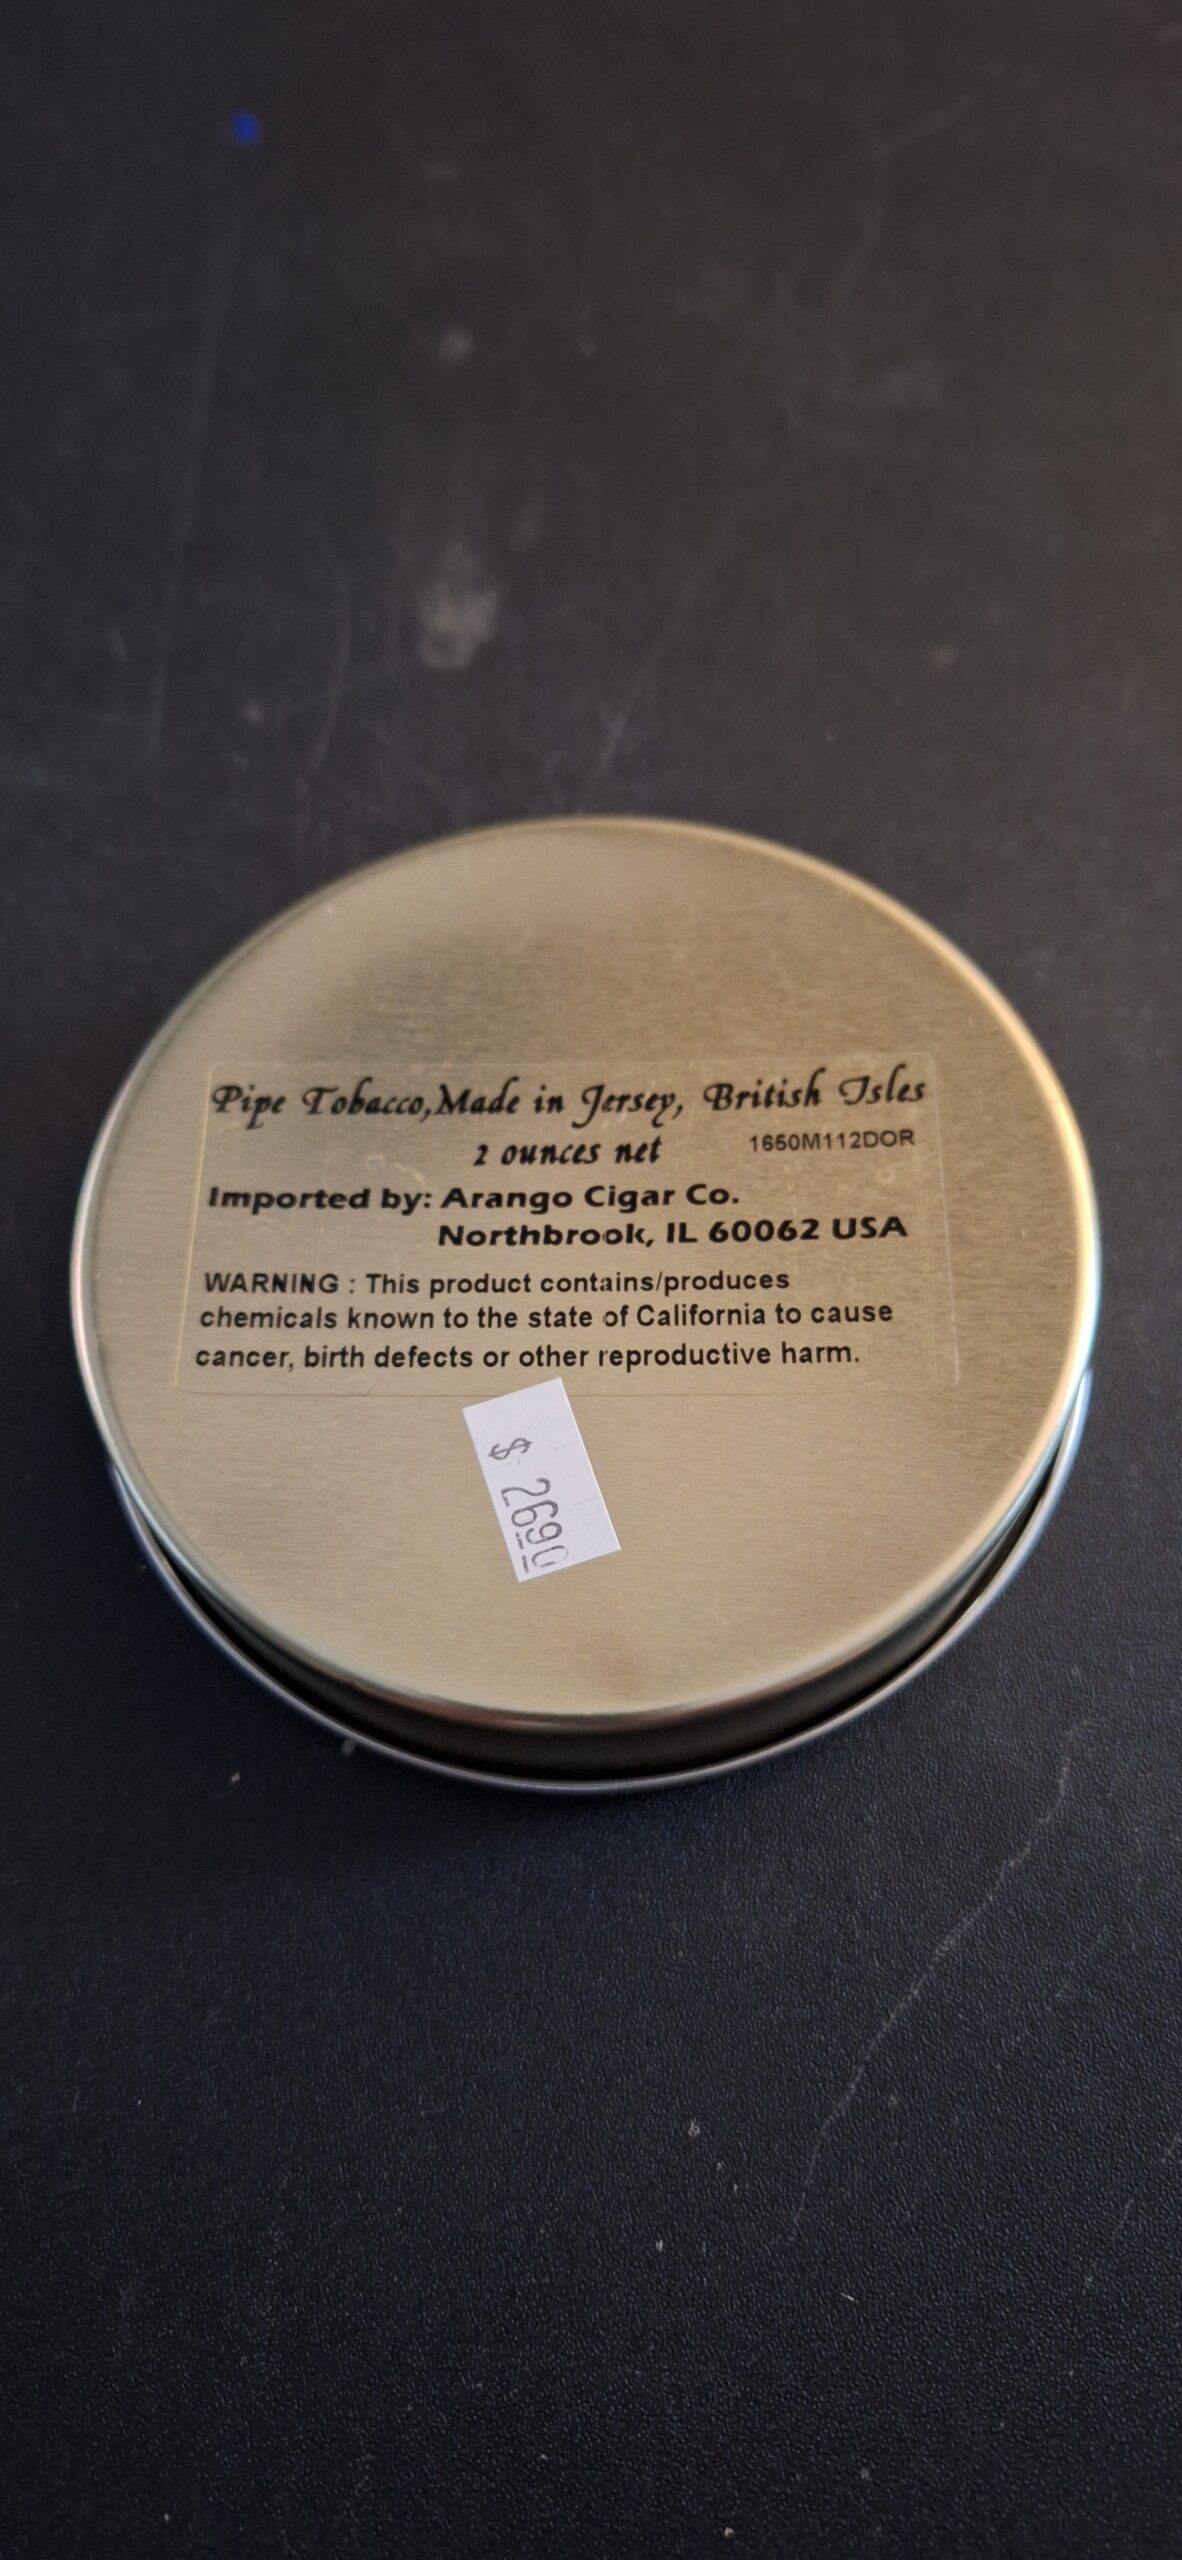 Pipe Tobacco,Made in Jersey, British Isles
2 ounces net 1650M112DOR
Imported by: Arango Cigar Co.
Northbrook, IL 60062 USA
WARNING : This product contains/produces
chemicals known to the state of California to cause
cancer, birth defects or other reproductive harm.
$ 2690